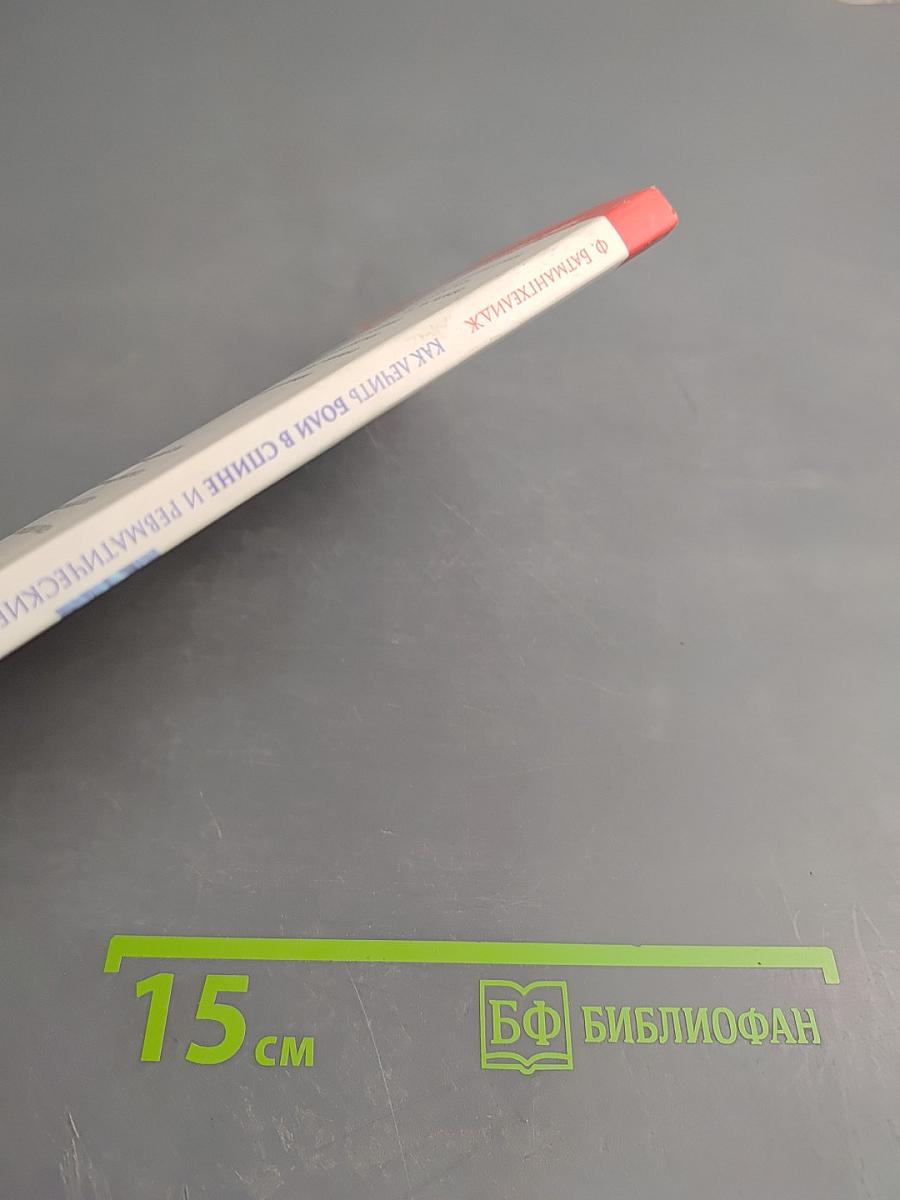 Ф. БАТМАНГХЕЛИДЖ
КАК ЛЕЧИТЬ БОЛИ В СПИНЕ И РЕВМАТИЧЕСКИЕ
15 см
БФ БИБЛИОФАН